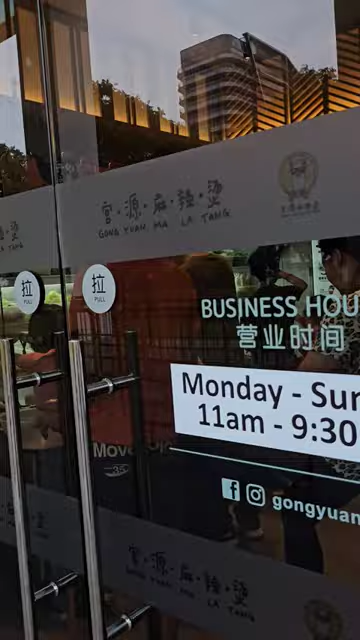 宫·源·麻·辣·烫
GONG YUAN MA LA TANG
拉
PULL
拉
PULL
BUSINESS HOU
营业时间
Monday - Sun
11am - 9:30
gongyuan
宫·源·麻·辣·烫
GONG YUAN MA LA TANG